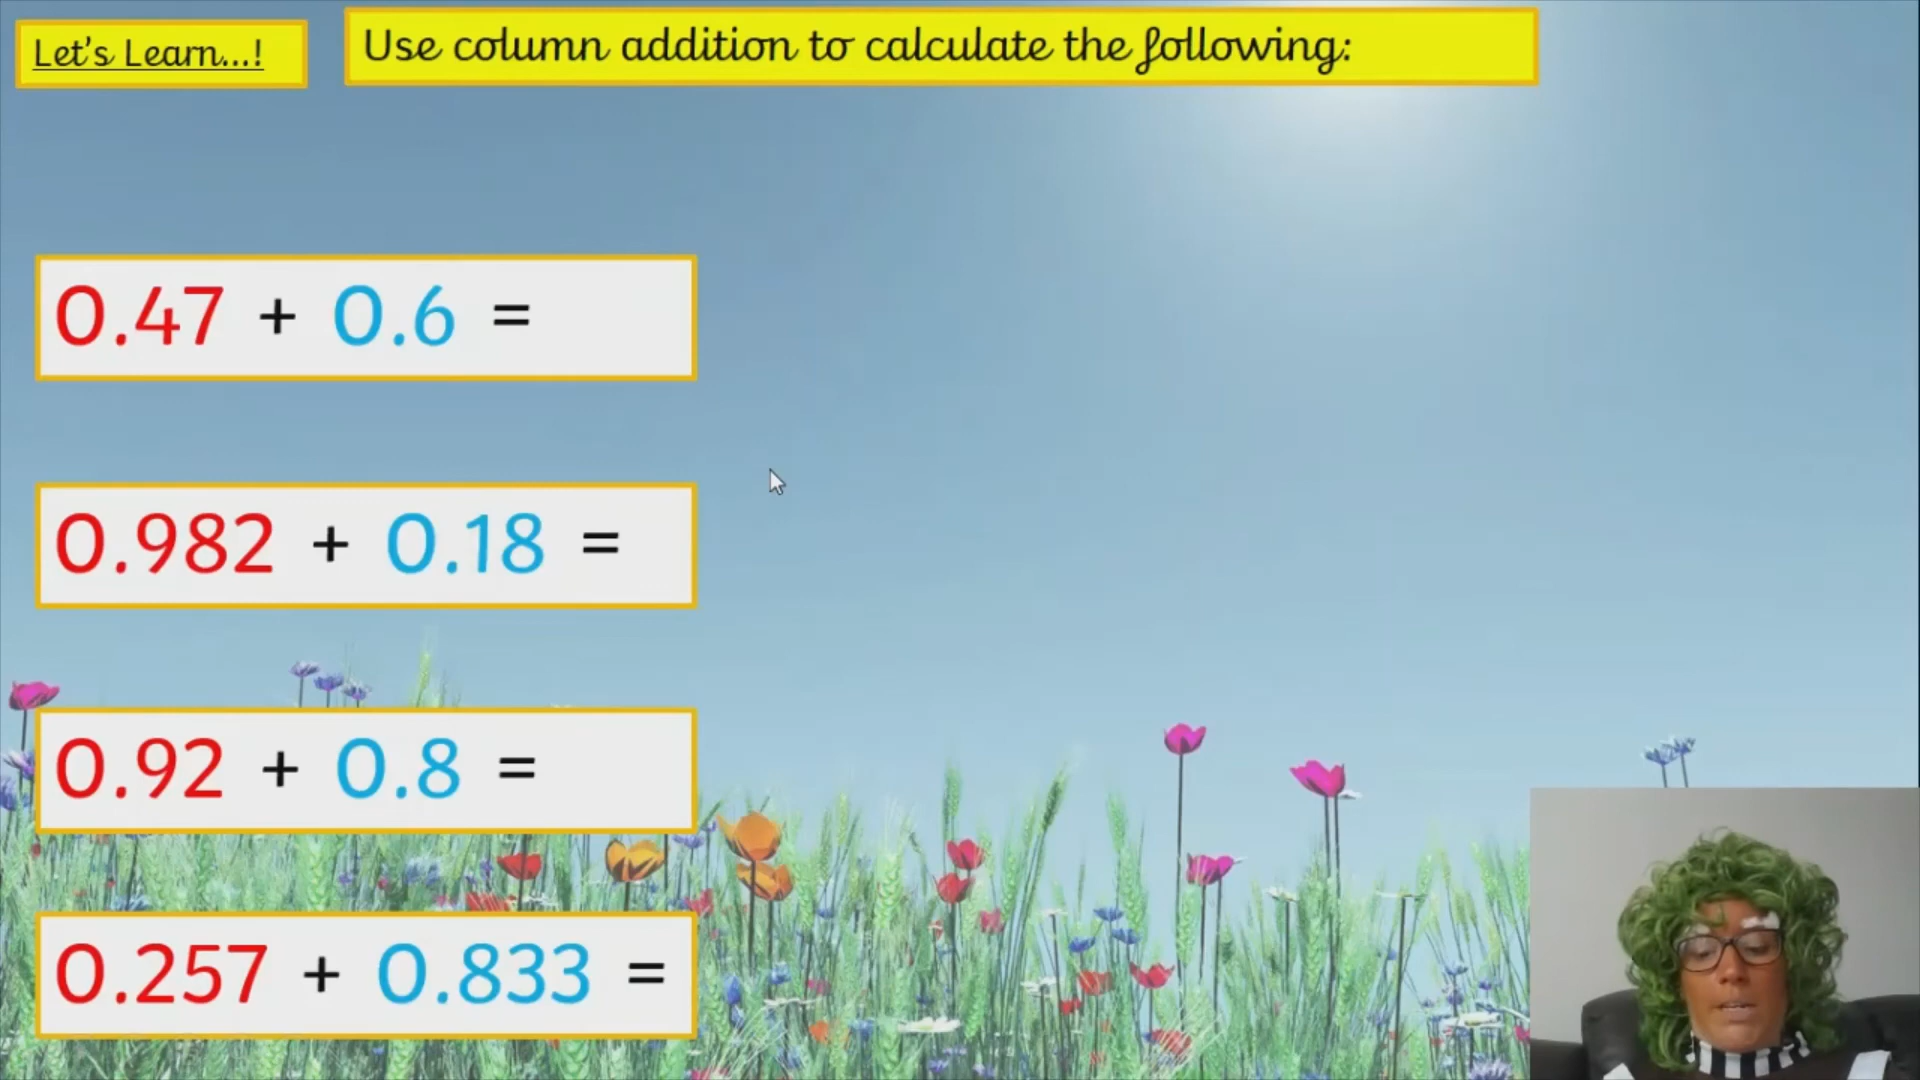 Let's Learn...!
Use column addition to calculate the following:
0.47 + 0.6 =
0.982 + 0.18 =
0.92 + 0.8 =
0.257 + 0.833 =